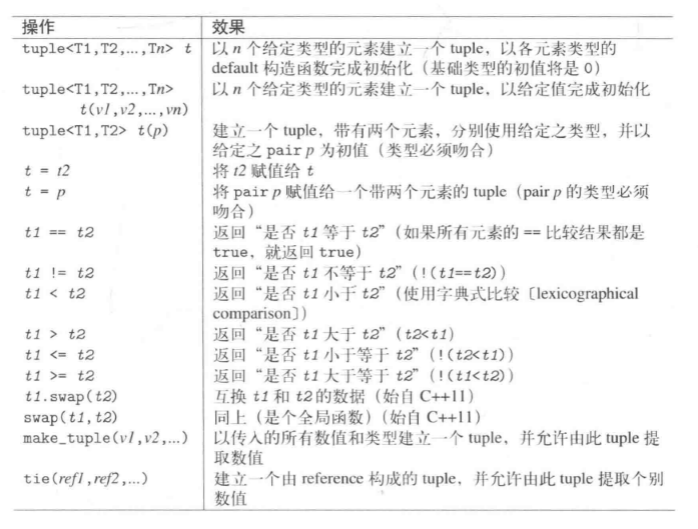 操作 效果
tuple<T1,T2,...,Tn> t 以 n 个给定类型的元素建立一个 tuple，以各元素类型的
default 构造函数完成初始化（基础类型的初值将是 0）
tuple<T1,T2,...,Tn> 以 n 个给定类型的元素建立一个 tuple，以给定值完成初始化
t(v1,v2,...,vn)
tuple<T1,T2> t(p) 建立一个 tuple，带有两个元素，分别使用给定之类型，并以
给定之 pair p 为初值（类型必须吻合）
t = t2 将 t2 赋值给 t
t = p 将 pair p 赋值给一个带两个元素的 tuple（pair p 的类型必须
吻合）
t1 == t2 返回“是否 t1 等于 t2”（如果所有元素的 == 比较结果都是
true，就返回 true）
t1 != t2 返回“是否 t1 不等于 t2”（!(t1==t2)）
t1 < t2 返回“是否 t1 小于 t2”（使用字典式比较〔lexicographical
comparison〕）
t1 > t2 返回“是否 t1 大于 t2”（t2<t1）
t1 <= t2 返回“是否 t1 小于等于 t2”（!(t2<t1)）
t1 >= t2 返回“是否 t1 大于等于 t2”（!(t1<t2)）
t1.swap(t2) 互换 t1 和 t2 的数据（始自 C++11）
swap(t1,t2) 同上（是个全局函数）（始自 C++11）
make_tuple(v1,v2,...) 以传入的所有数值和类型建立一个 tuple，并允许由此 tuple 提
取数值
tie(ref1,ref2,...) 建立一个由 reference 构成的 tuple，并允许由此 tuple 提取个别
数值